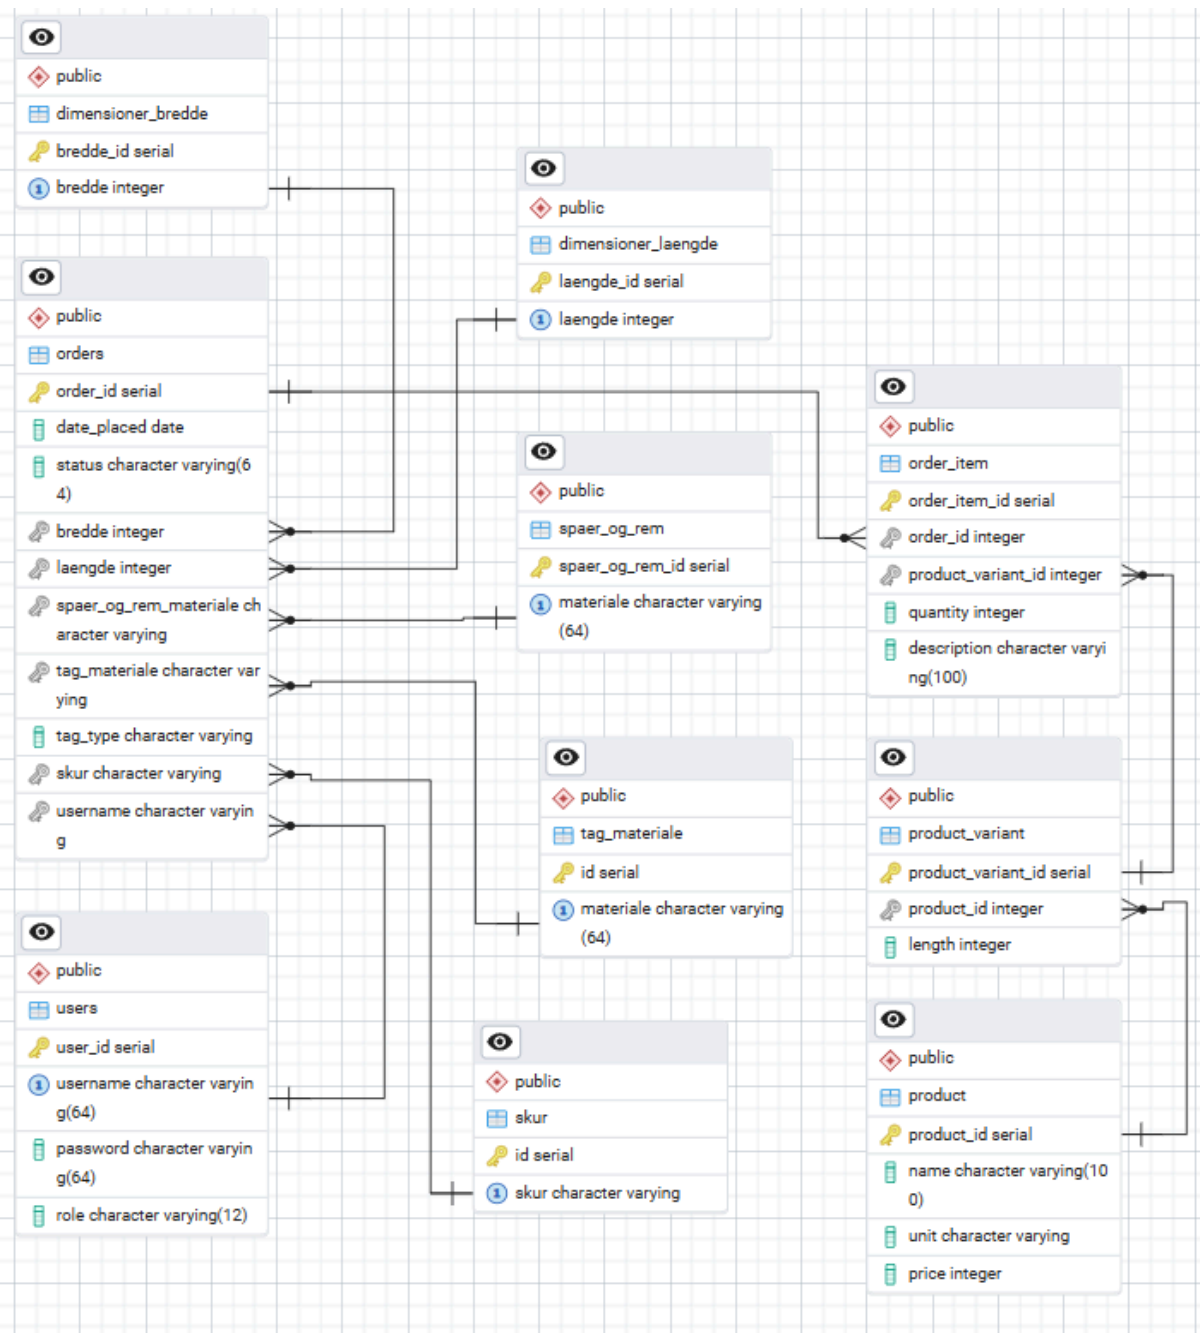 public
dimensioner_bredde
bredde_id serial
1 bredde integer
public
orders
order_id serial
date_placed date
status character varying(6
4)
bredde integer
laengde integer
spaer_og_rem_materiale ch
aracter varying
tag_materiale character var
ying
tag_type character varying
skur character varying
username character varyin
g
public
users
user_id serial
1 username character varyin
g(64)
password character varyin
g(64)
role character varying(12)
public
dimensioner_laengde
laengde_id serial
1 laengde integer
public
spaer_og_rem
spaer_og_rem_id serial
1 materiale character varying
(64)
public
tag_materiale
id serial
1 materiale character varying
(64)
public
skur
id serial
1 skur character varying
public
order_item
order_item_id serial
order_id integer
product_variant_id integer
quantity integer
description character varyi
ng(100)
public
product_variant
product_variant_id serial
product_id integer
length integer
public
product
product_id serial
name character varying(10
0)
unit character varying
price integer